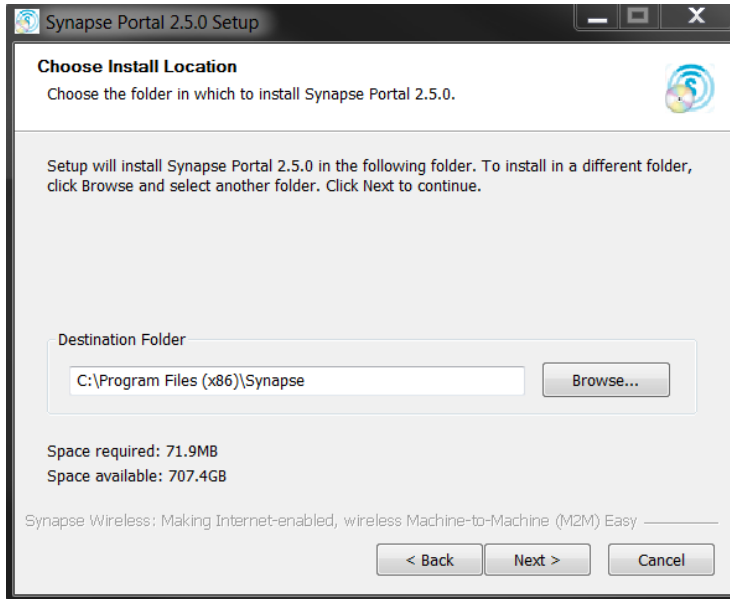 Synapse Portal 2.5.0 Setup
Choose Install Location
Choose the folder in which to install Synapse Portal 2.5.0.
Setup will install Synapse Portal 2.5.0 in the following folder. To install in a different folder,
click Browse and select another folder. Click Next to continue.
Destination Folder
C:\Program Files (x86)\Synapse
Browse...
Space required: 71.9MB
Space available: 707.4GB
Synapse Wireless: Making Internet-enabled, wireless Machine-to-Machine (M2M) Easy
< Back Next > Cancel